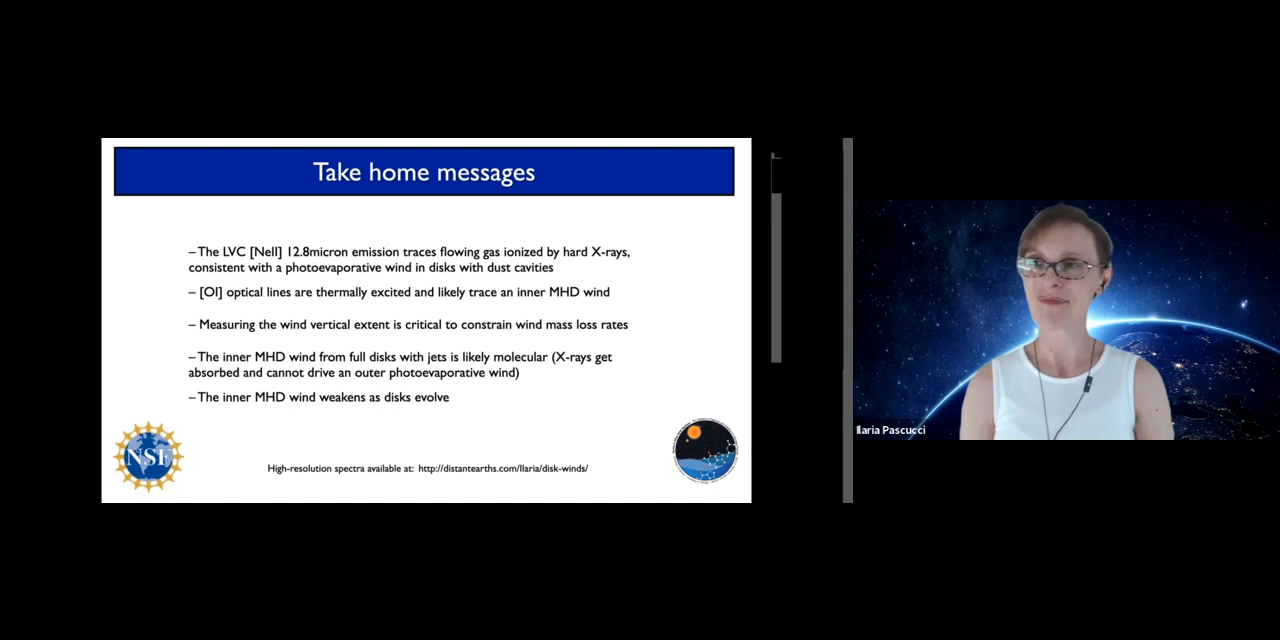 Take home messages
–The LVC [NeII] 12.8micron emission traces flowing gas ionized by hard X-rays,
consistent with a photoevaporative wind in disks with dust cavities
– [OI] optical lines are thermally excited and likely trace an inner MHD wind
– Measuring the wind vertical extent is critical to constrain wind mass loss rates
–The inner MHD wind from full disks with jets is likely molecular (X-rays get
absorbed and cannot drive an outer photoevaporative wind)
–The inner MHD wind weakens as disks evolve
NSF
High-resolution spectra available at: http://distantearths.com/Ilaria/disk-winds/
Ilaria Pascucci